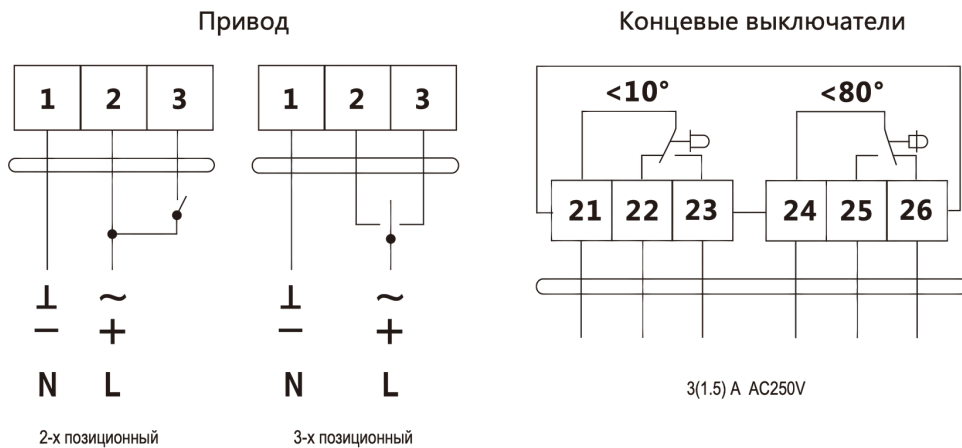 Привод
Концевые выключатели
1 2 3
1 2 3
<10° <80°
21 22 23
24 25 26
⊥ ~
− +
N L
⊥ ~
− +
N L
3(1.5) A AC250V
2-х позиционный
3-х позиционный